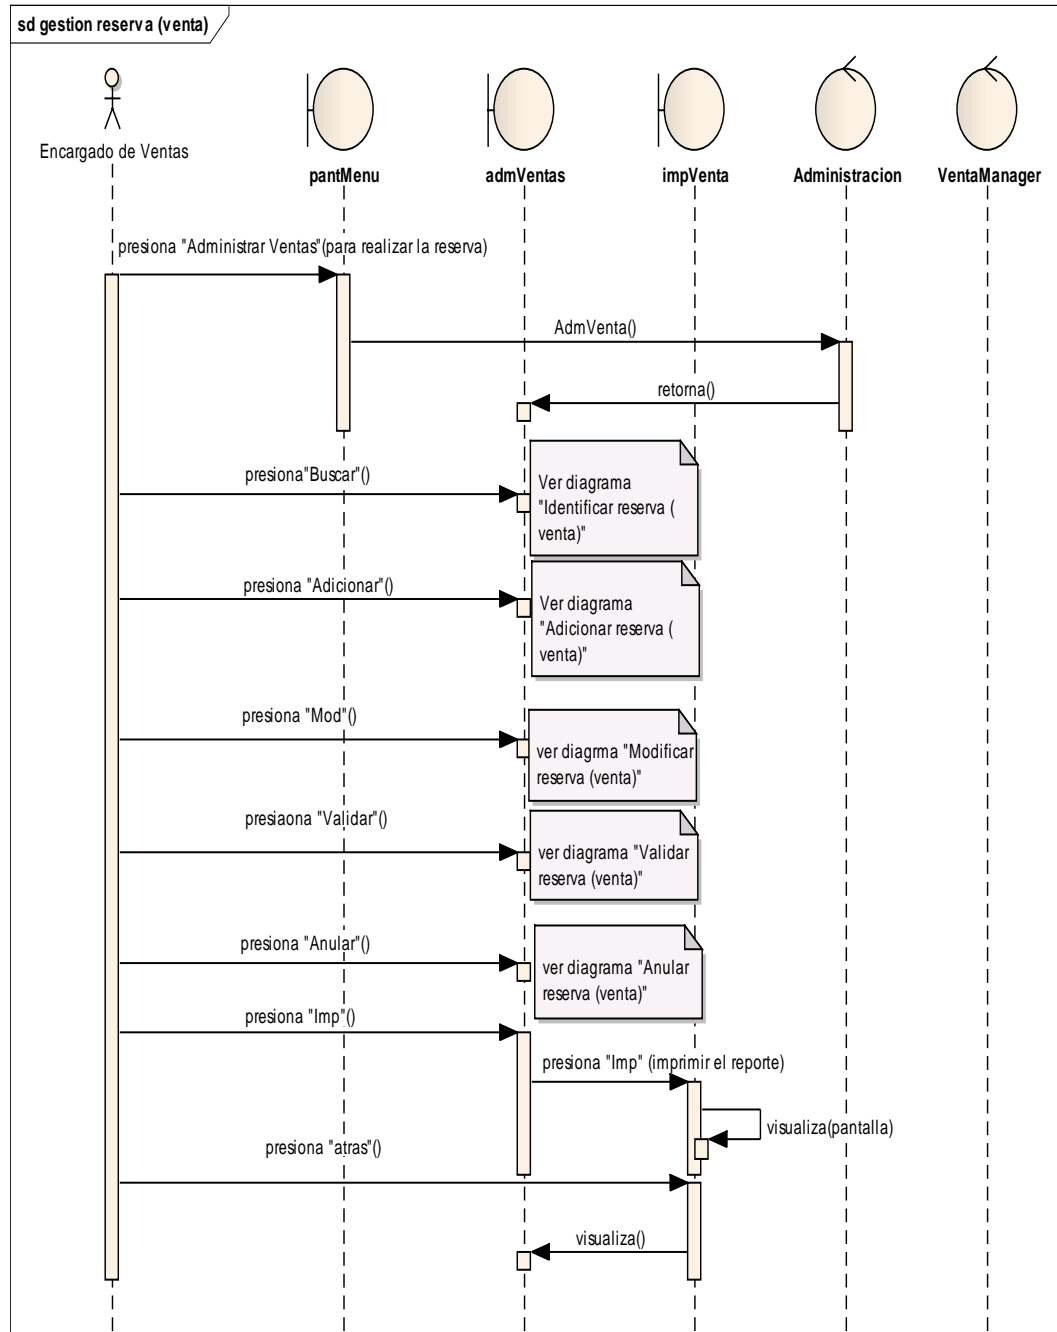 sd gestion reserva (venta)
Encargado de Ventas
pantMenu
admVentas
impVenta
Administracion
VentaManager
presiona "Administrar Ventas"(para realizar la reserva)
AdmVenta()
retorna()
presiona"Buscar"()
Ver diagrama
"Identificar reserva (
venta)"
presiona "Adicionar"()
Ver diagrama
"Adicionar reserva (
venta)"
presiona "Mod"()
ver diagrma "Modificar
reserva (venta)"
presiaona "Validar"()
ver diagrama "Validar
reserva (venta)"
presiona "Anular"()
ver diagrama "Anular
reserva (venta)"
presiona "Imp"()
presiona "Imp" (imprimir el reporte)
visualiza(pantalla)
presiona "atras"()
visualiza()